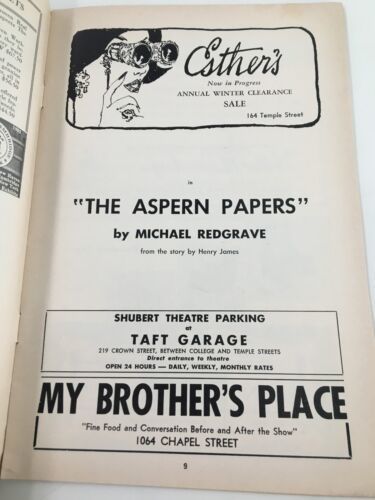 Esther's
Now in Progress
ANNUAL WINTER CLEARANCE
SALE
164 Temple Street
in
"THE ASPERN PAPERS"
by MICHAEL REDGRAVE
from the story by Henry James
SHUBERT THEATRE PARKING
at
TAFT GARAGE
219 CROWN STREET, BETWEEN COLLEGE AND TEMPLE STREETS
Direct entrance to theatre
OPEN 24 HOURS — DAILY, WEEKLY, MONTHLY RATES
MY BROTHER'S PLACE
"Fine Food and Conversation Before and After the Show"
1064 CHAPEL STREET
9